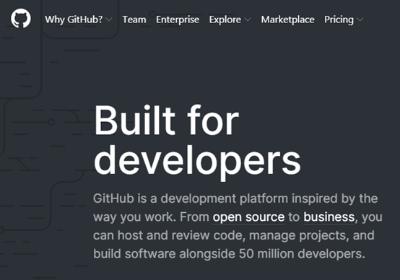 Why GitHub? Team Enterprise Explore Marketplace Pricing
Built for
developers
GitHub is a development platform inspired by the
way you work. From open source to business, you
can host and review code, manage projects, and
build software alongside 50 million developers.